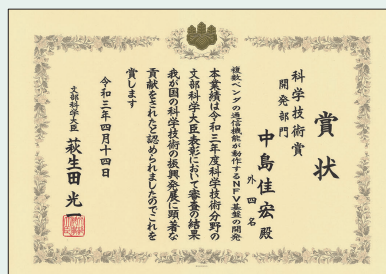 賞状
科学技術賞
開発部門
中島佳宏殿
外四名
複数ベンダの通信機能が動作するNFV基盤の開発
本業績は令和三年度科学技術分野の
文部科学大臣表彰において審査の結果
我が国の科学技術の振興発展に顕著な
貢献をされたと認められましたのでこれを
賞します
令和三年四月十四日
文部科学大臣 萩生田光一